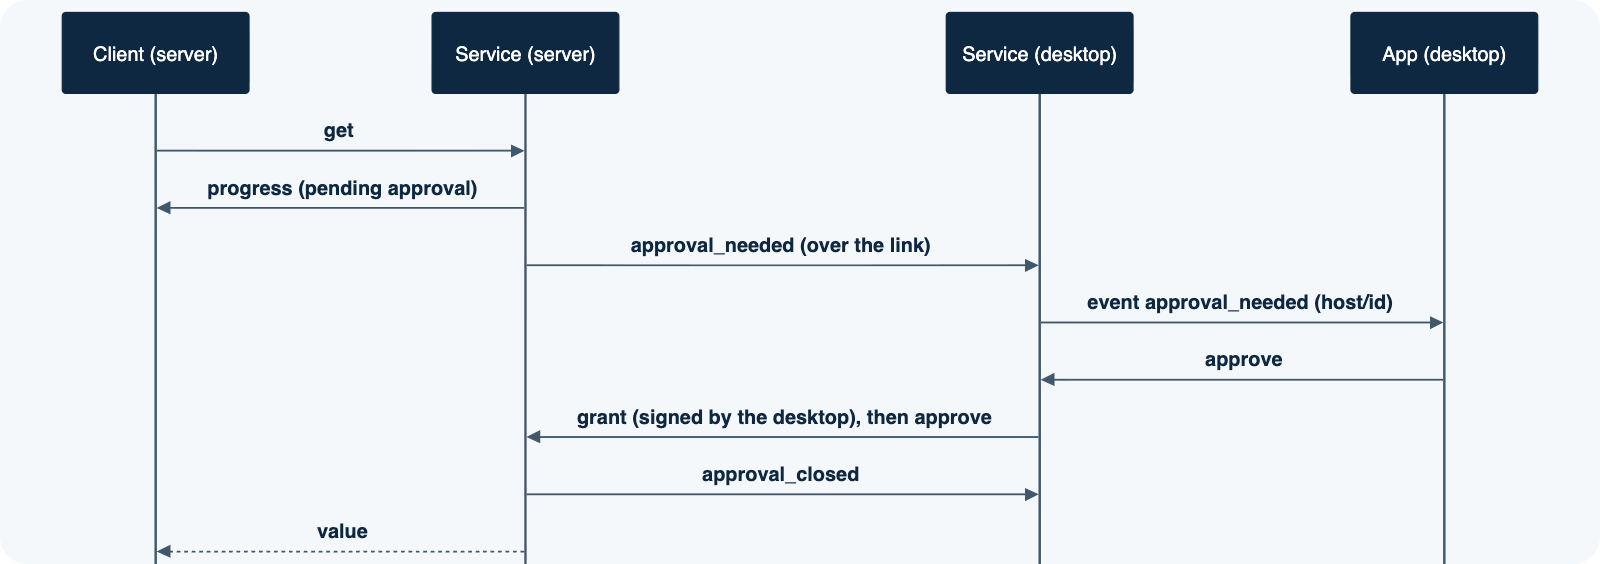 Client (server)
Service (server)
Service (desktop)
App (desktop)
get
progress (pending approval)
approval_needed (over the link)
event approval_needed (host/id)
approve
grant (signed by the desktop), then approve
approval_closed
value